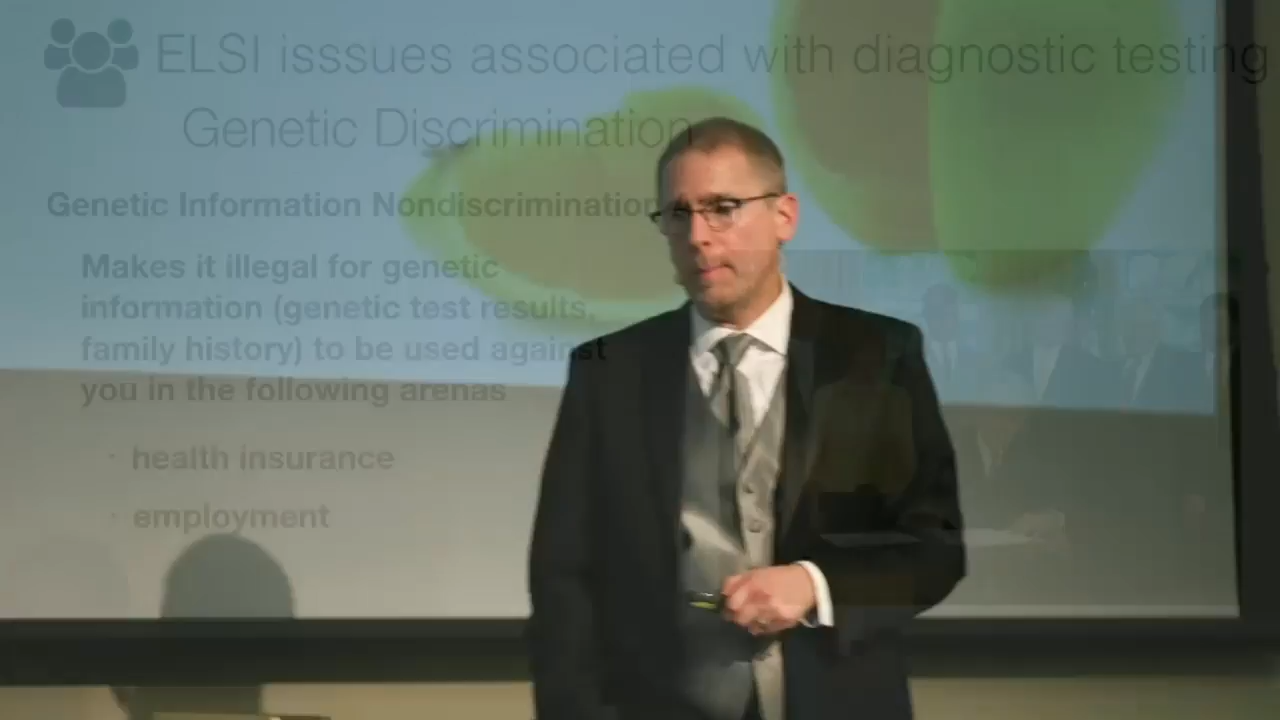 ELSI isssues associated with diagnostic testing
Genetic Discrimination
Genetic Information Nondiscrimination
Makes it illegal for genetic
information (genetic test results,
family history) to be used against
you in the following arenas
· health insurance
· employment